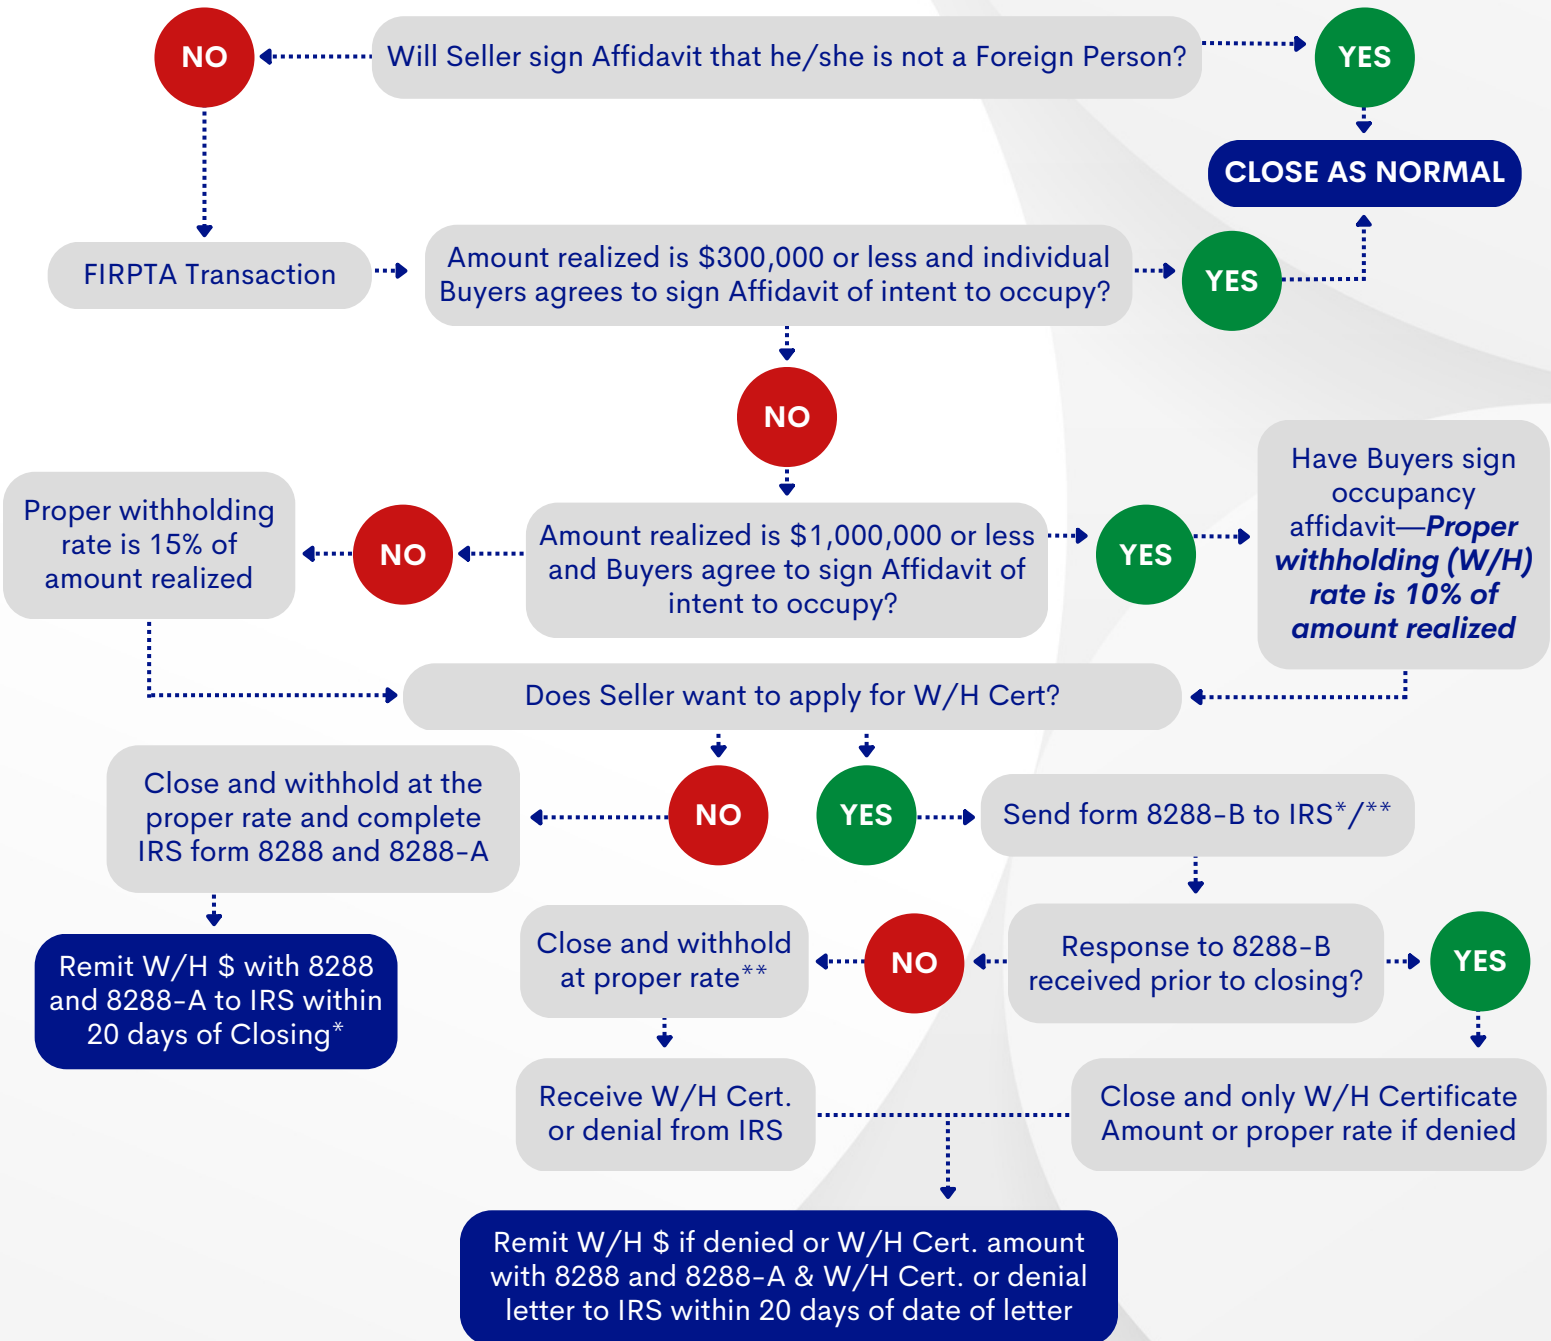 NO
Will Seller sign Affidavit that he/she is not a Foreign Person?
YES
CLOSE AS NORMAL
FIRPTA Transaction
Amount realized is $300,000 or less and individual
Buyers agrees to sign Affidavit of intent to occupy?
YES
NO
Proper withholding
rate is 15% of
amount realized
NO
Amount realized is $1,000,000 or less
and Buyers agree to sign Affidavit of
intent to occupy?
YES
Have Buyers sign
occupancy
affidavit—Proper
withholding (W/H)
rate is 10% of
amount realized
Does Seller want to apply for W/H Cert?
Close and withhold at the
proper rate and complete
IRS form 8288 and 8288-A
NO
YES
Send form 8288-B to IRS*/**
Remit W/H $ with 8288
and 8288-A to IRS within
20 days of Closing*
Close and withhold
at proper rate**
NO
Response to 8288-B
received prior to closing?
YES
Receive W/H Cert.
or denial from IRS
Close and only W/H Certificate
Amount or proper rate if denied
Remit W/H $ if denied or W/H Cert. amount
with 8288 and 8288-A & W/H Cert. or denial
letter to IRS within 20 days of date of letter